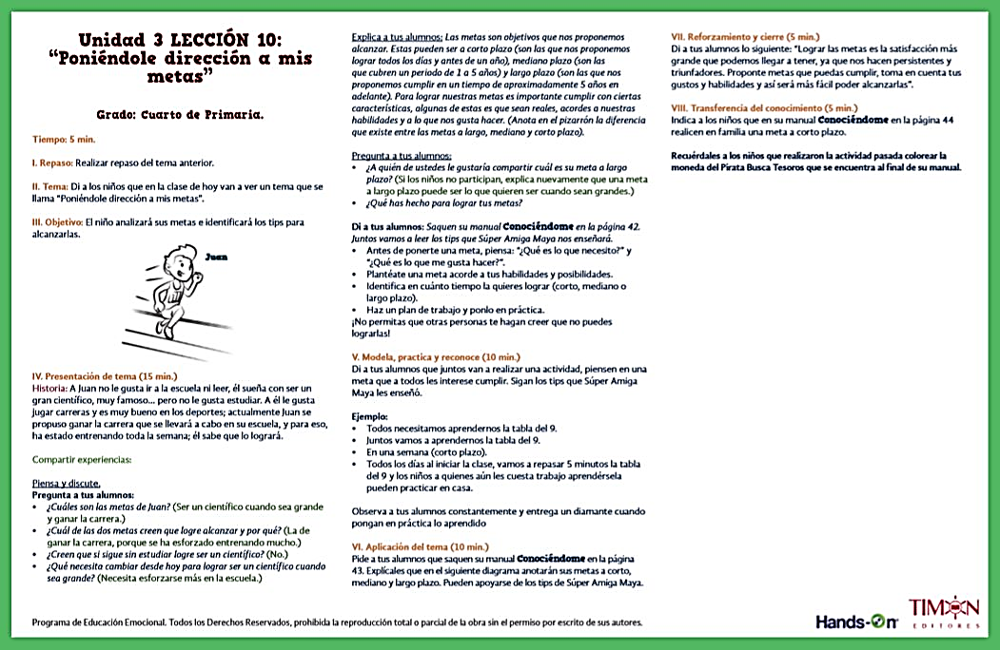 Unidad 3 LECCIÓN 10:
“Poniéndole dirección a mis
metas”
Grado: Cuarto de Primaria.
Tiempo: 5 min.
I. Repaso: Realizar repaso del tema anterior.
II. Tema: Di a los niños que en la clase de hoy van a ver un tema que se
llama “Poniéndole dirección a mis metas”.
III. Objetivo: El niño analizará sus metas e identificará los tips para
alcanzarlas.
Juan
IV. Presentación de tema (15 min.)
Historia: A Juan no le gusta ir a la escuela ni leer, él sueña con ser un
gran científico, muy famoso... pero no le gusta estudiar. A él le gusta
jugar carreras y es muy bueno en los deportes; actualmente Juan se
propuso ganar la carrera que se llevará a cabo en su escuela, y para eso,
ha estado entrenando toda la semana; él sabe que lo logrará.
Compartir experiencias:
Piensa y discute.
Pregunta a tus alumnos:
• ¿Cuáles son las metas de Juan? (Ser un científico cuando sea grande
y ganar la carrera.)
• ¿Cuál de las dos metas creen que logre alcanzar y por qué? (La de
ganar la carrera, porque se ha esforzado entrenando mucho.)
• ¿Creen que si sigue sin estudiar logre ser un científico? (No.)
• ¿Qué necesita cambiar desde hoy para lograr ser un científico cuando
sea grande? (Necesita esforzarse más en la escuela.)
Explica a tus alumnos: Las metas son objetivos que nos proponemos
alcanzar. Estas pueden ser a corto plazo (son las que nos proponemos
lograr todos los días y antes de un año), mediano plazo (son las
que cubren un periodo de 1 a 5 años) y largo plazo (son las que nos
proponemos cumplir en un tiempo de aproximadamente 5 años en
adelante). Para lograr nuestras metas es importante cumplir con ciertas
características, algunas de estas es que sean reales, acordes a nuestras
habilidades y a lo que nos gusta hacer. (Anota en el pizarrón la diferencia
que existe entre las metas a largo, mediano y corto plazo).
Pregunta a tus alumnos:
• ¿A quién de ustedes le gustaría compartir cuál es su meta a largo
plazo? (Si los niños no participan, explica nuevamente que una meta
a largo plazo puede ser lo que quieren ser cuando sean grandes.)
• ¿Qué has hecho para lograr tus metas?
Di a tus alumnos: Saquen su manual Conociéndome en la página 42.
Juntos vamos a leer los tips que Súper Amiga Maya nos enseñará.
• Antes de ponerte una meta, piensa: “¿Qué es lo que necesito?” y
“¿Qué es lo que me gusta hacer?”.
• Plantéate una meta acorde a tus habilidades y posibilidades.
• Identifica en cuánto tiempo la quieres lograr (corto, mediano o
largo plazo).
• Haz un plan de trabajo y ponlo en práctica.
¡No permitas que otras personas te hagan creer que no puedes
lograrlas!
V. Modela, practica y reconoce (10 min.)
Di a tus alumnos que juntos van a realizar una actividad, piensen en una
meta que a todos les interese cumplir. Sigan los tips que Súper Amiga
Maya les enseñó.
Ejemplo:
• Todos necesitamos aprendernos la tabla del 9.
• Juntos vamos a aprendernos la tabla del 9.
• En una semana (corto plazo).
• Todos los días al iniciar la clase, vamos a repasar 5 minutos la tabla
del 9 y los niños a quienes aún les cuesta trabajo aprendérsela
pueden practicar en casa.
Observa a tus alumnos constantemente y entrega un diamante cuando
pongan en práctica lo aprendido
VI. Aplicación del tema (10 min.)
Pide a tus alumnos que saquen su manual Conociéndome en la página
43. Explícales que en el siguiente diagrama anotarán sus metas a corto,
mediano y largo plazo. Pueden apoyarse de los tips de Súper Amiga Maya.
VII. Reforzamiento y cierre (5 min.)
Di a tus alumnos lo siguiente: “Lograr las metas es la satisfacción más
grande que podemos llegar a tener, ya que nos hacen persistentes y
triunfadores. Proponte metas que puedas cumplir, toma en cuenta tus
gustos y habilidades y así será más fácil poder alcanzarlas”.
VIII. Transferencia del conocimiento (5 min.)
Indica a los niños que en su manual Conociéndome en la página 44
realicen en familia una meta a corto plazo.
Recuérdales a los niños que realizaron la actividad pasada colorear la
moneda del Pirata Busca Tesoros que se encuentra al final de su manual.
Programa de Educación Emocional. Todos los Derechos Reservados, prohibida la reproducción total o parcial de la obra sin el permiso por escrito de sus autores.
Hands-On
TIMON
EDITORES